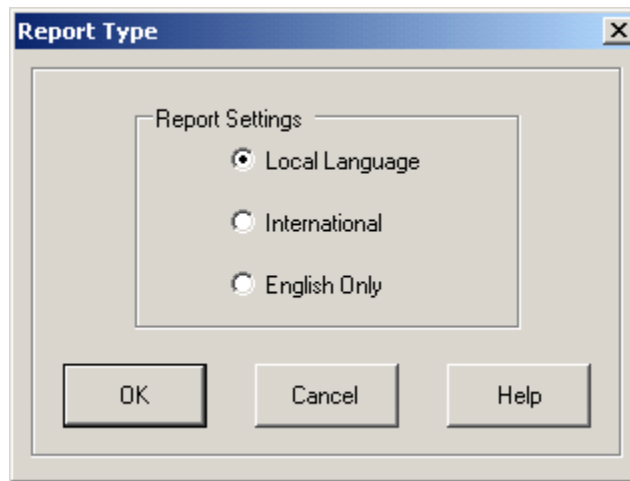 Report Type
Report Settings
Local Language
International
English Only
OK Cancel Help